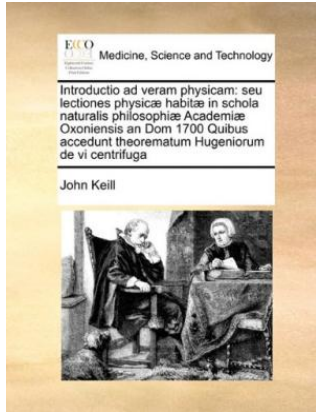 ECCO
Medicine, Science and Technology
Introductio ad veram physicam: seu
lectiones physicæ habitæ in schola
naturalis philosophiæ Academiæ
Oxoniensis an Dom 1700 Quibus
accedunt theorematum Hugeniorum
de vi centrifuga
John Keill